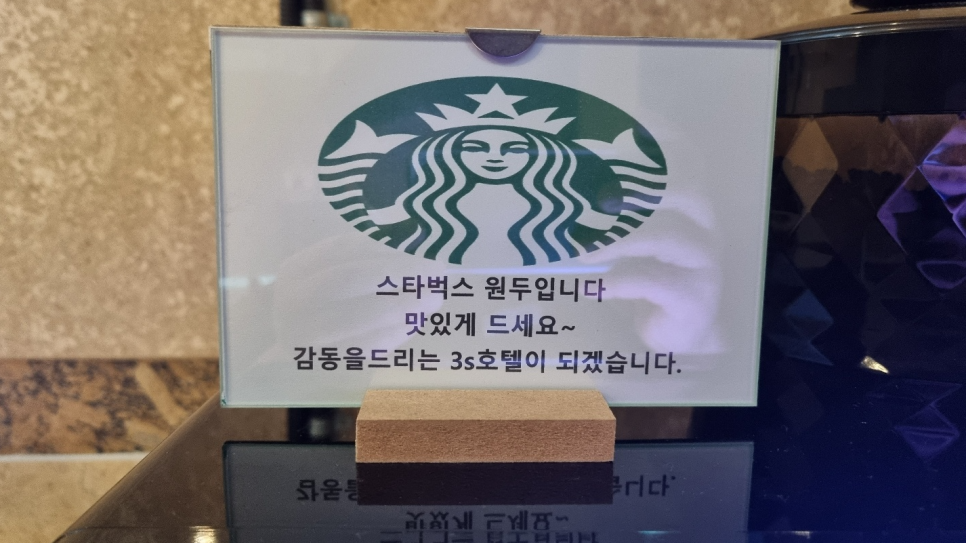 스타벅스 원두입니다
맛있게 드세요~
감동을드리는 3s호텔이 되겠습니다.